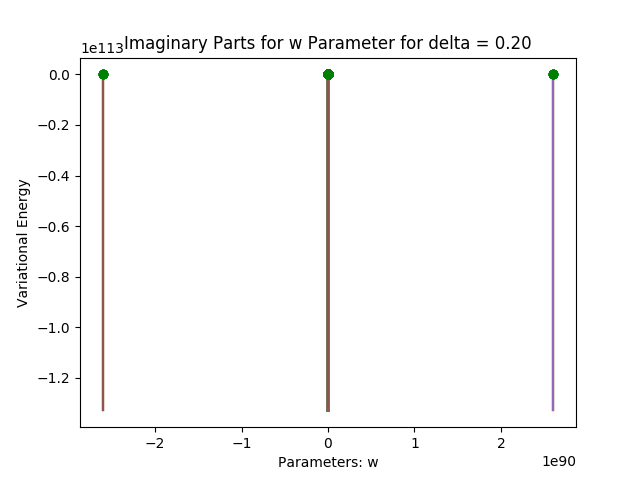 1e113
Imaginary Parts for w Parameter for delta = 0.20
0.0
−0.2
−0.4
−0.6
−0.8
−1.0
−1.2
Variational Energy
−2
−1
0
1
2
1e90
Parameters: w